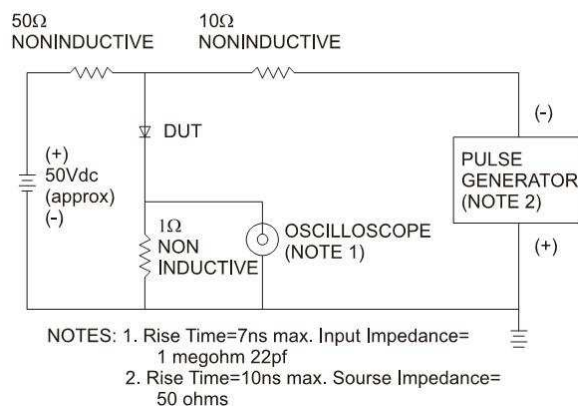 50Ω
NONINDUCTIVE
10Ω
NONINDUCTIVE
DUT
(+)
50Vdc
(approx)
(-)
1Ω
NON
INDUCTIVE
OSCILLOSCOPE
(NOTE 1)
(-)
PULSE
GENERATOR
(NOTE 2)
(+)
NOTES: 1. Rise Time=7ns max. Input Impedance=
1 megohm 22pf
2. Rise Time=10ns max. Sourse Impedance=
50 ohms